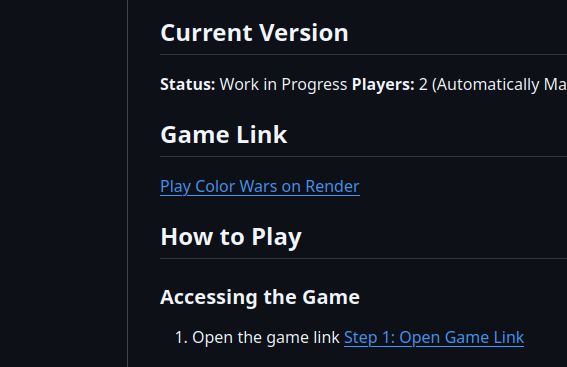 Current Version
Status: Work in Progress Players: 2 (Automatically Ma
Game Link
Play Color Wars on Render
How to Play
Accessing the Game
1. Open the game link Step 1: Open Game Link